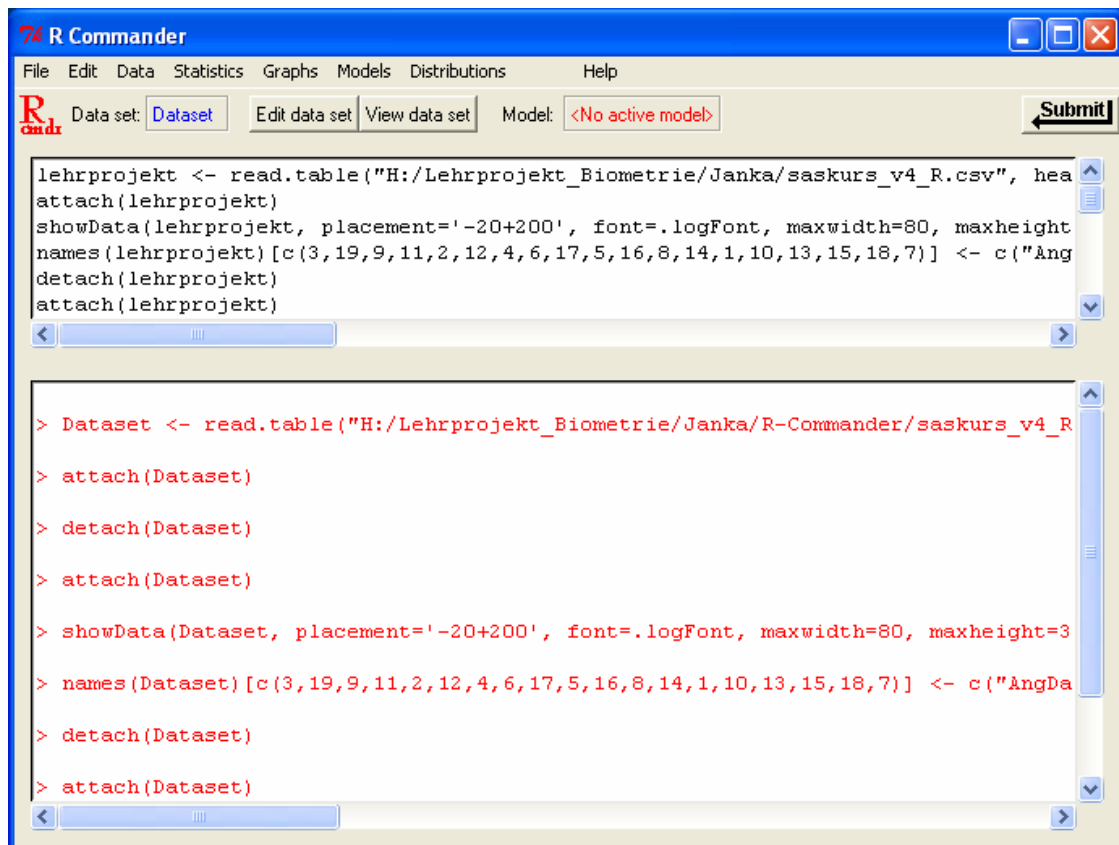 R Commander
File Edit Data Statistics Graphs Models Distributions Help
R cmdr Data set: Dataset Edit data set View data set Model: <No active model> Submit
lehrprojekt <- read.table("H:/Lehrprojekt_Biometrie/Janka/saskurs_v4_R.csv", hea
attach(lehrprojekt)
showData(lehrprojekt, placement='-20+200', font=.logFont, maxwidth=80, maxheight
names(lehrprojekt)[c(3,19,9,11,2,12,4,6,17,5,16,8,14,1,10,13,15,18,7)] <- c("Ang
detach(lehrprojekt)
attach(lehrprojekt)
> Dataset <- read.table("H:/Lehrprojekt_Biometrie/Janka/R-Commander/saskurs_v4_R
> attach(Dataset)
> detach(Dataset)
> attach(Dataset)
> showData(Dataset, placement='-20+200', font=.logFont, maxwidth=80, maxheight=3
> names(Dataset)[c(3,19,9,11,2,12,4,6,17,5,16,8,14,1,10,13,15,18,7)] <- c("AngDa
> detach(Dataset)
> attach(Dataset)